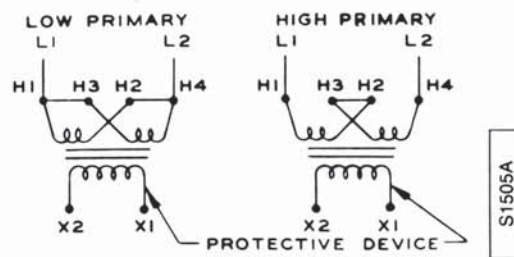 LOW PRIMARY HIGH PRIMARY
L1 L2 L1 L2
H1 H3 H2 H4 H1 H3 H2 H4
X2 X1 X2 X1
PROTECTIVE DEVICE
S1505A